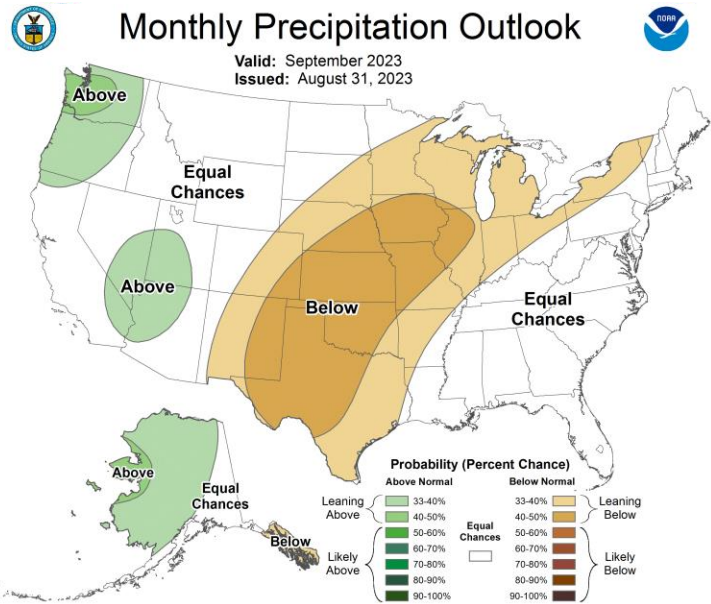 Monthly Precipitation Outlook
Valid: September 2023
Issued: August 31, 2023
NOAA
Above
Equal
Chances
Above
Below
Equal
Chances
Above
Equal
Chances
Below
Probability (Percent Chance)
Above Normal
Below Normal
Leaning
Above
33-40%
40-50%
Likely
Above
50-60%
60-70%
70-80%
80-90%
90-100%
Equal
Chances
33-40%
40-50%
Leaning
Below
50-60%
60-70%
70-80%
80-90%
90-100%
Likely
Below